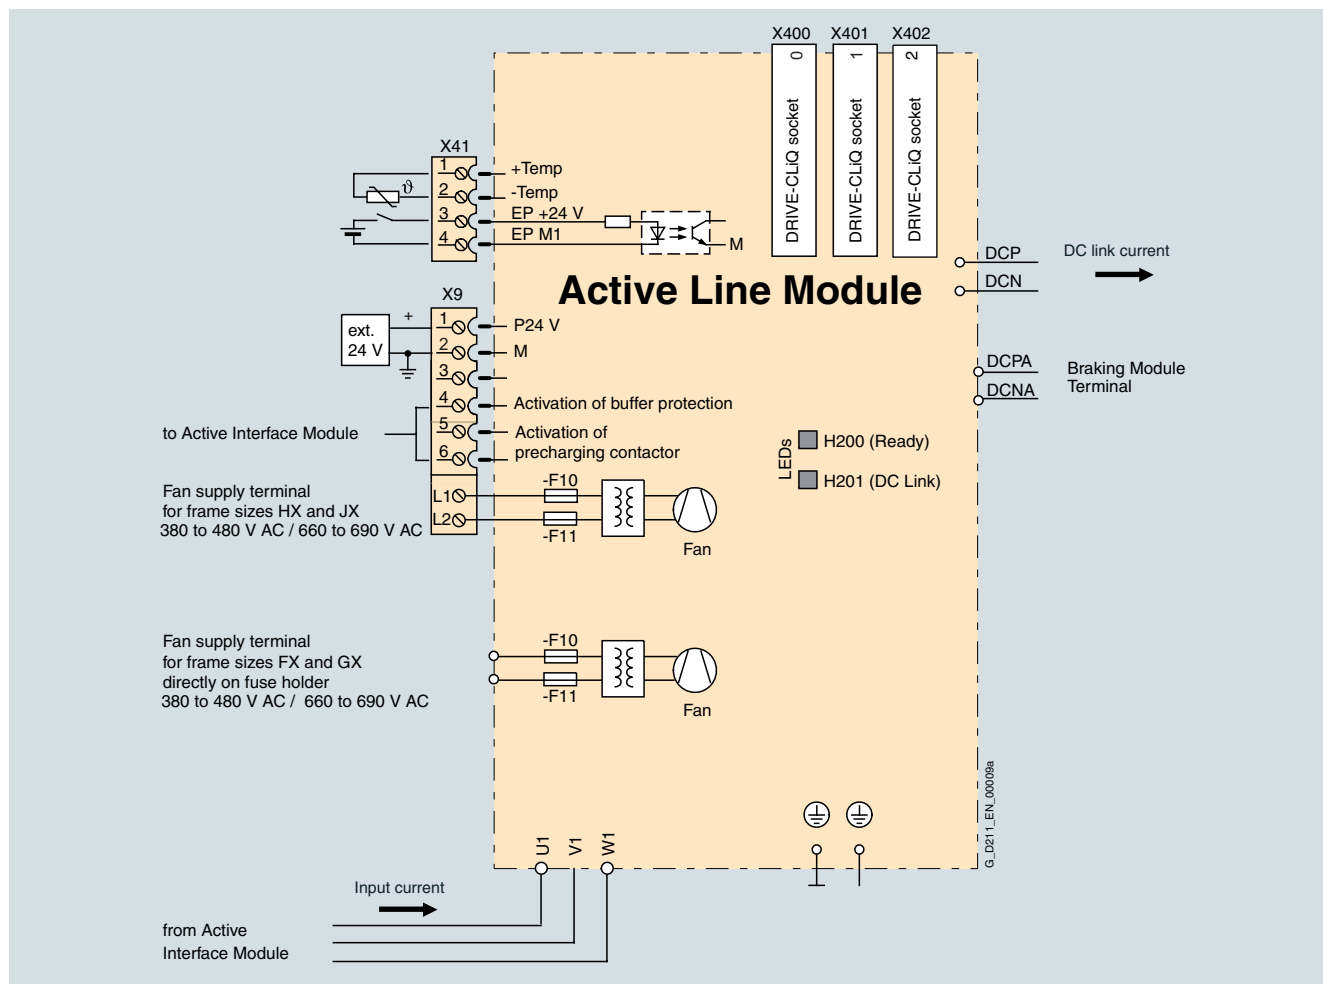 X400 X401 X402
0 1 2
DRIVE-CLiQ socket
DRIVE-CLiQ socket
DRIVE-CLiQ socket
X41
1 +Temp
ϑ 2 -Temp
3 EP +24 V
4 EP M1
M
Active Line Module
DCP
DCN
DC link current
DCPA
DCNA
Braking Module
Terminal
X9
ext.
24 V
+
1 P24 V
2 M
3
4 Activation of buffer protection
5 Activation of
6 precharging contactor
to Active Interface Module
LEDs
H200 (Ready)
H201 (DC Link)
Fan supply terminal
for frame sizes HX and JX
380 to 480 V AC / 660 to 690 V AC
L1
L2
-F10
-F11
Fan
Fan supply terminal
for frame sizes FX and GX
directly on fuse holder
380 to 480 V AC / 660 to 690 V AC
-F10
-F11
Fan
G_D211_EN_00009a
U1 V1 W1
Input current
from Active
Interface Module